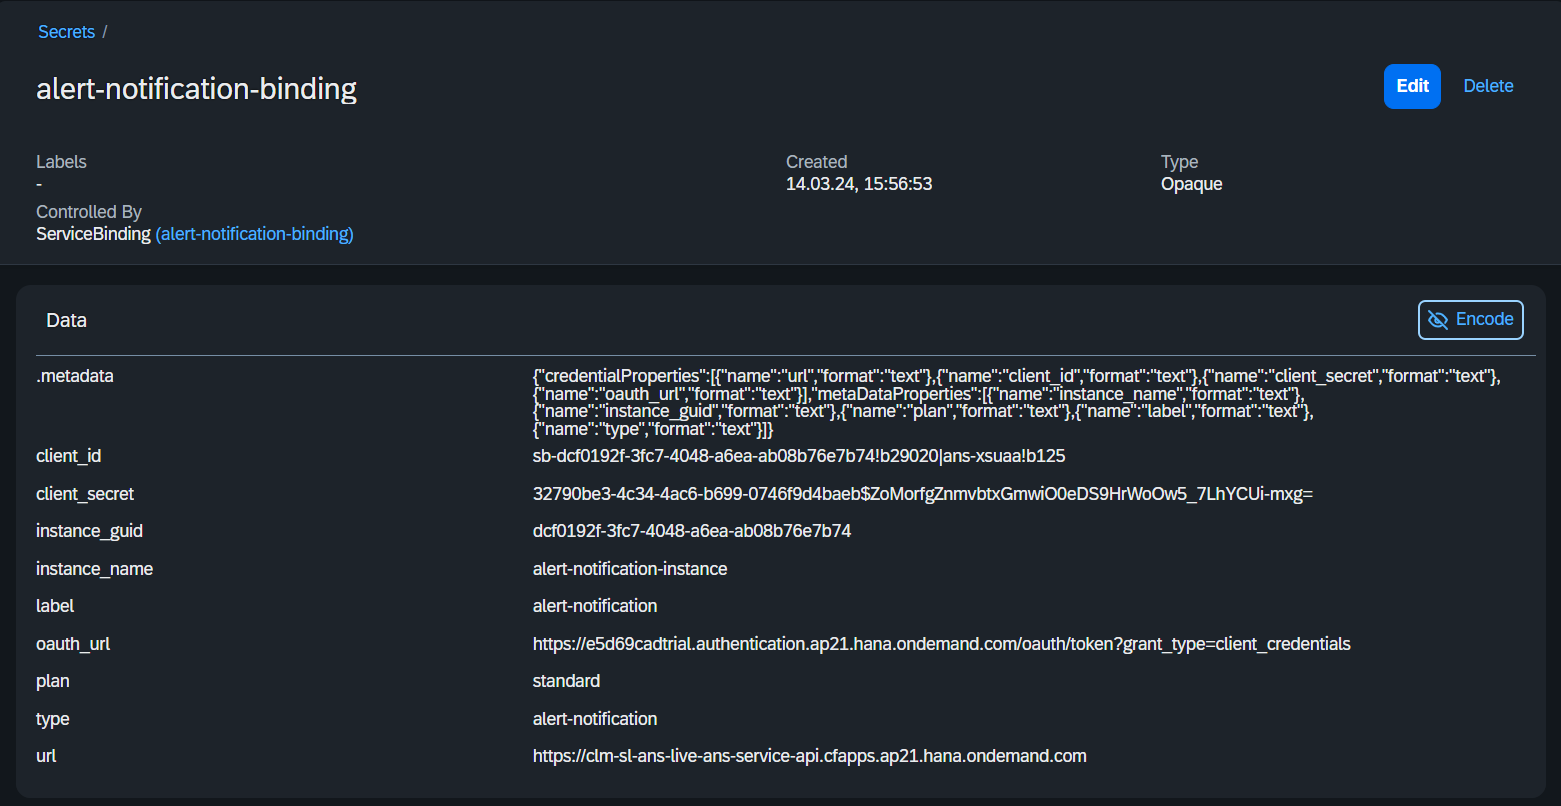 Secrets /
alert-notification-binding
Edit
Delete
Labels
-
Created
14.03.24, 15:56:53
Type
Opaque
Controlled By
ServiceBinding (alert-notification-binding)
Data
Encode
.metadata
{"credentialProperties":[{"name":"url","format":"text"},{"name":"client_id","format":"text"},{"name":"client_secret","format":"text"},
{"name":"oauth_url","format":"text"}],"metaDataProperties":[{"name":"instance_name","format":"text"},
{"name":"instance_guid","format":"text"},{"name":"plan","format":"text"},{"name":"label","format":"text"},
{"name":"type","format":"text"}]}
client_id
sb-dcf0192f-3fc7-4048-a6ea-ab08b76e7b74!b29020|ans-xsuaa!b125
client_secret
32790be3-4c34-4ac6-b699-0746f9d4baeb$ZoMorfgZnmvbtxGmwiO0eDS9HrWoOw5_7LhYCUi-mxg=
instance_guid
dcf0192f-3fc7-4048-a6ea-ab08b76e7b74
instance_name
alert-notification-instance
label
alert-notification
oauth_url
https://e5d69cadtrial.authentication.ap21.hana.ondemand.com/oauth/token?grant_type=client_credentials
plan
standard
type
alert-notification
url
https://clm-sl-ans-live-ans-service-api.cfapps.ap21.hana.ondemand.com